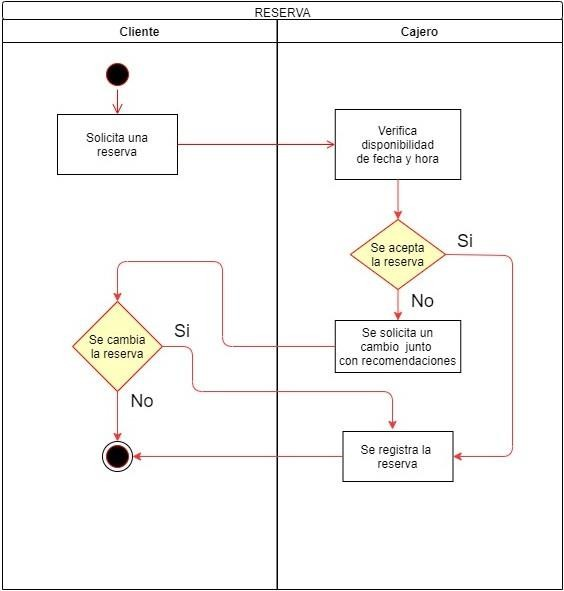 RESERVA
Cliente
Cajero
Solicita una
reserva
Verifica
disponibilidad
de fecha y hora
Se acepta
la reserva
Si
No
Se solicita un
cambio junto
con recomendaciones
Se cambia
la reserva
Si
No
Se registra la
reserva